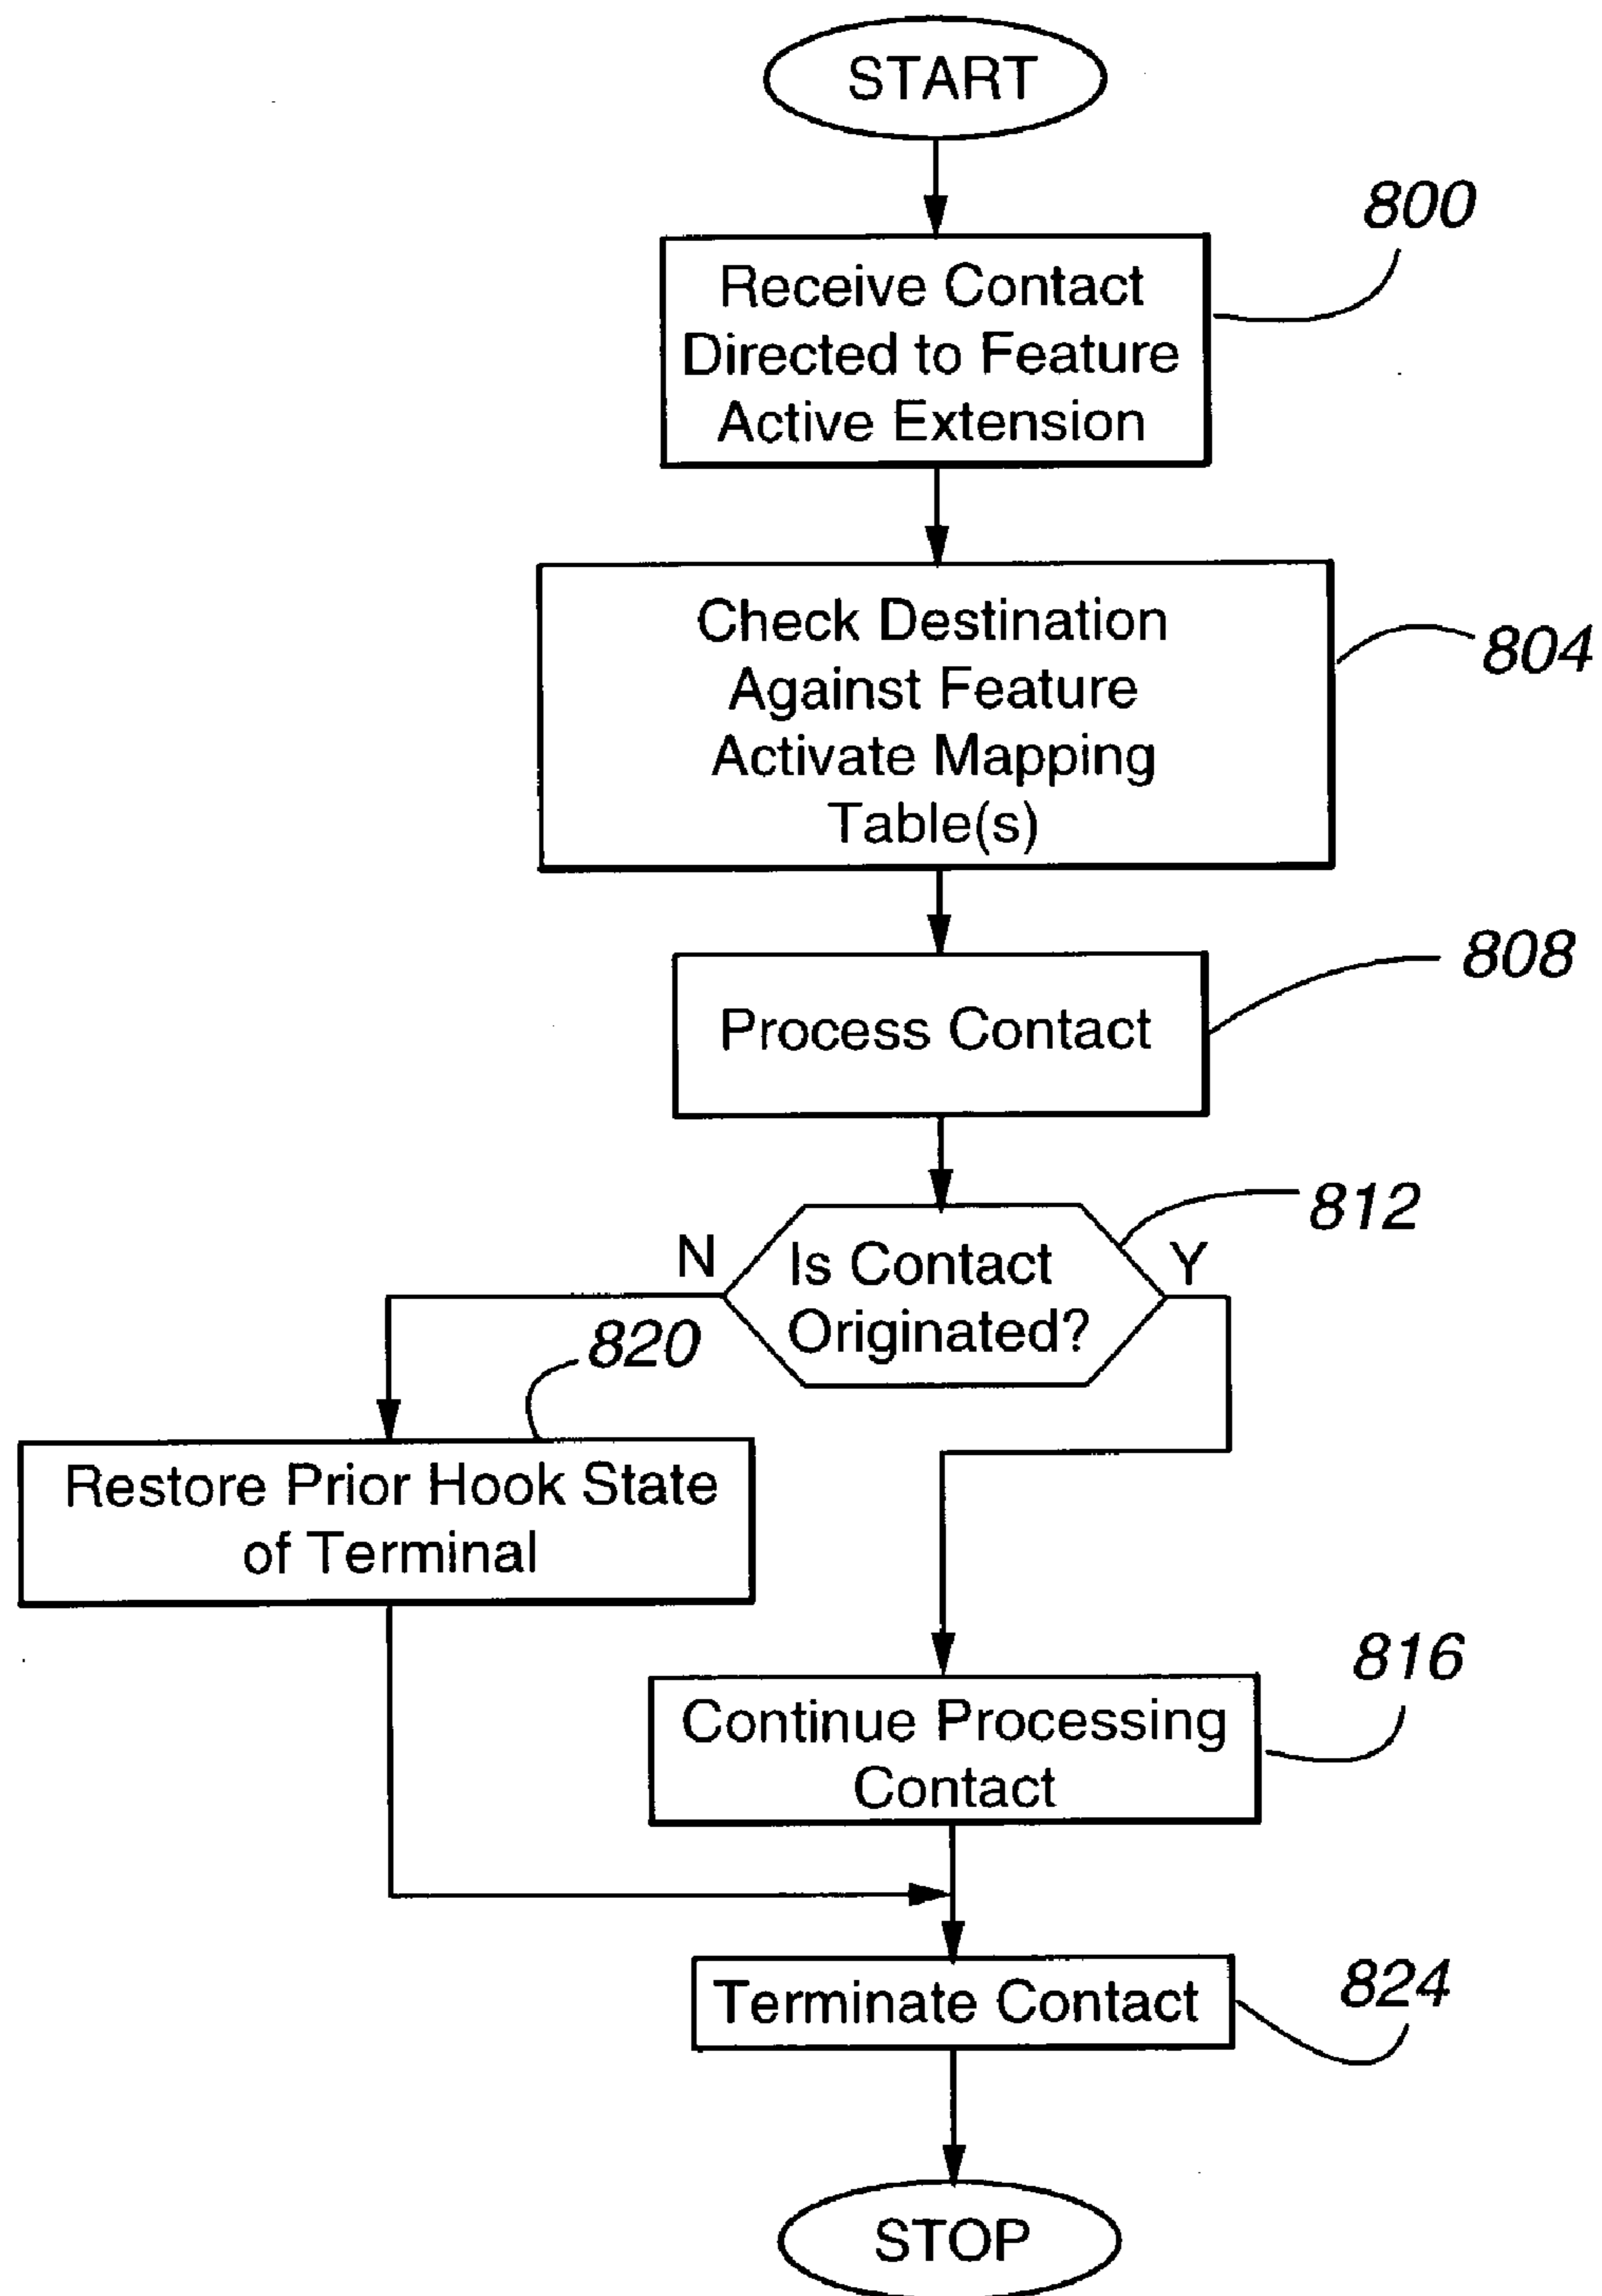 START
800
Receive Contact
Directed to Feature
Active Extension
804
Check Destination
Against Feature
Activate Mapping
Table(s)
808
Process Contact
812
N
Is Contact
Originated?
Y
820
Restore Prior Hook State
of Terminal
816
Continue Processing
Contact
824
Terminate Contact
STOP